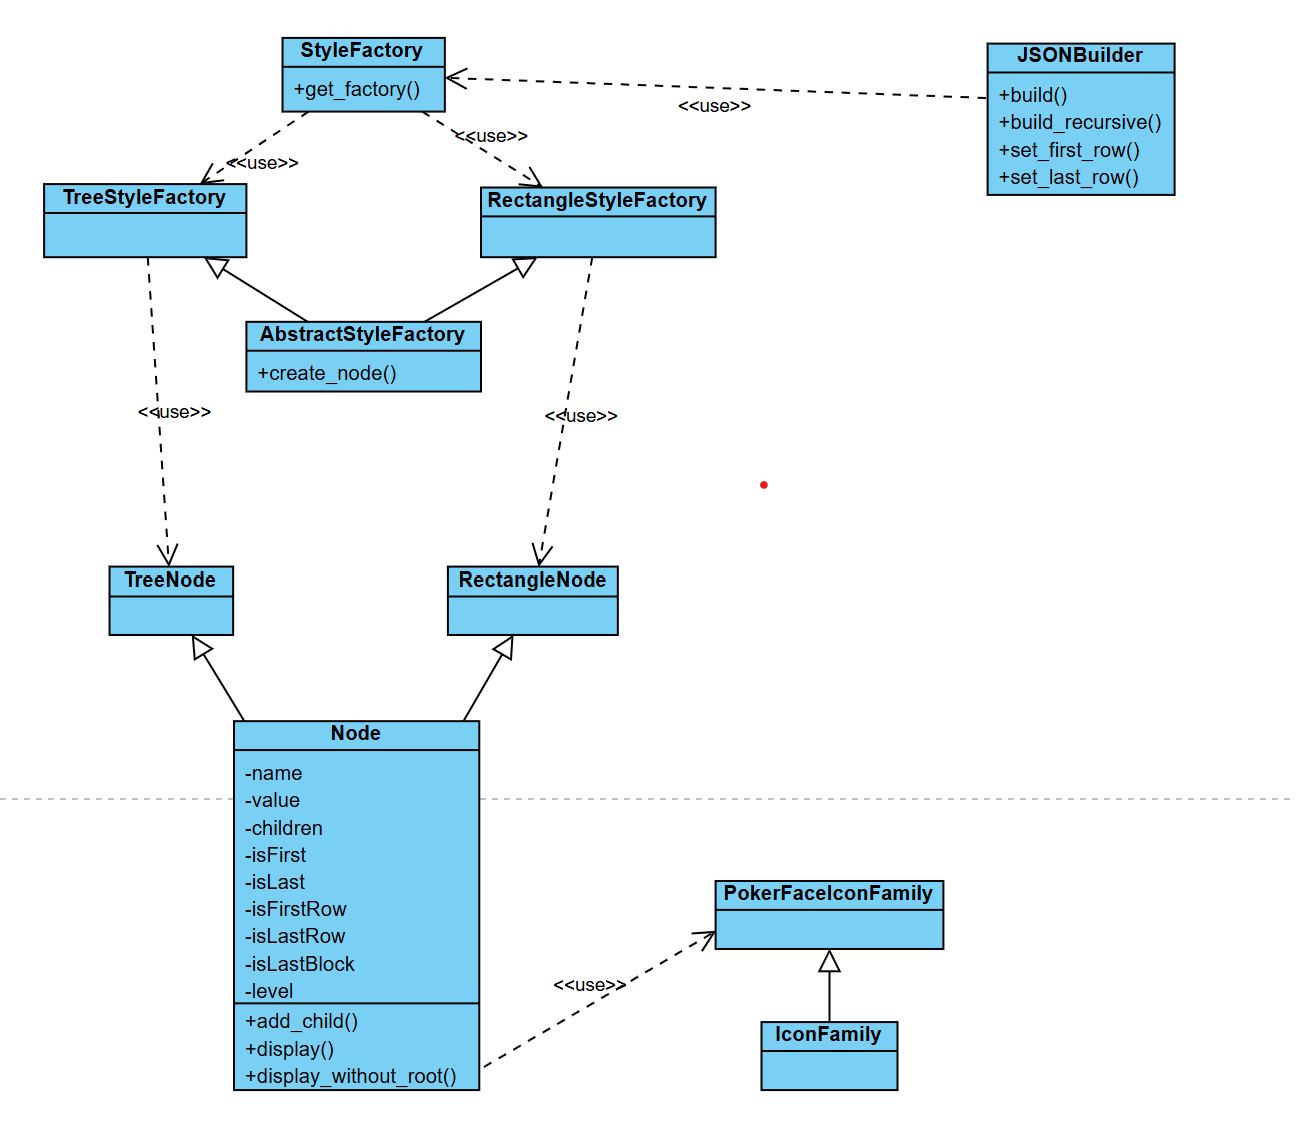 StyleFactory
+get_factory()
JSONBuilder
+build()
+build_recursive()
+set_first_row()
+set_last_row()
<<use>>
<<use>>
<<use>>
TreeStyleFactory
RectangleStyleFactory
AbstractStyleFactory
+create_node()
<<use>>
<<use>>
TreeNode
RectangleNode
Node
-name
-value
-children
-isFirst
-isLast
-isFirstRow
-isLastRow
-isLastBlock
-level
+add_child()
+display()
+display_without_root()
<<use>>
PokerFaceIconFamily
IconFamily